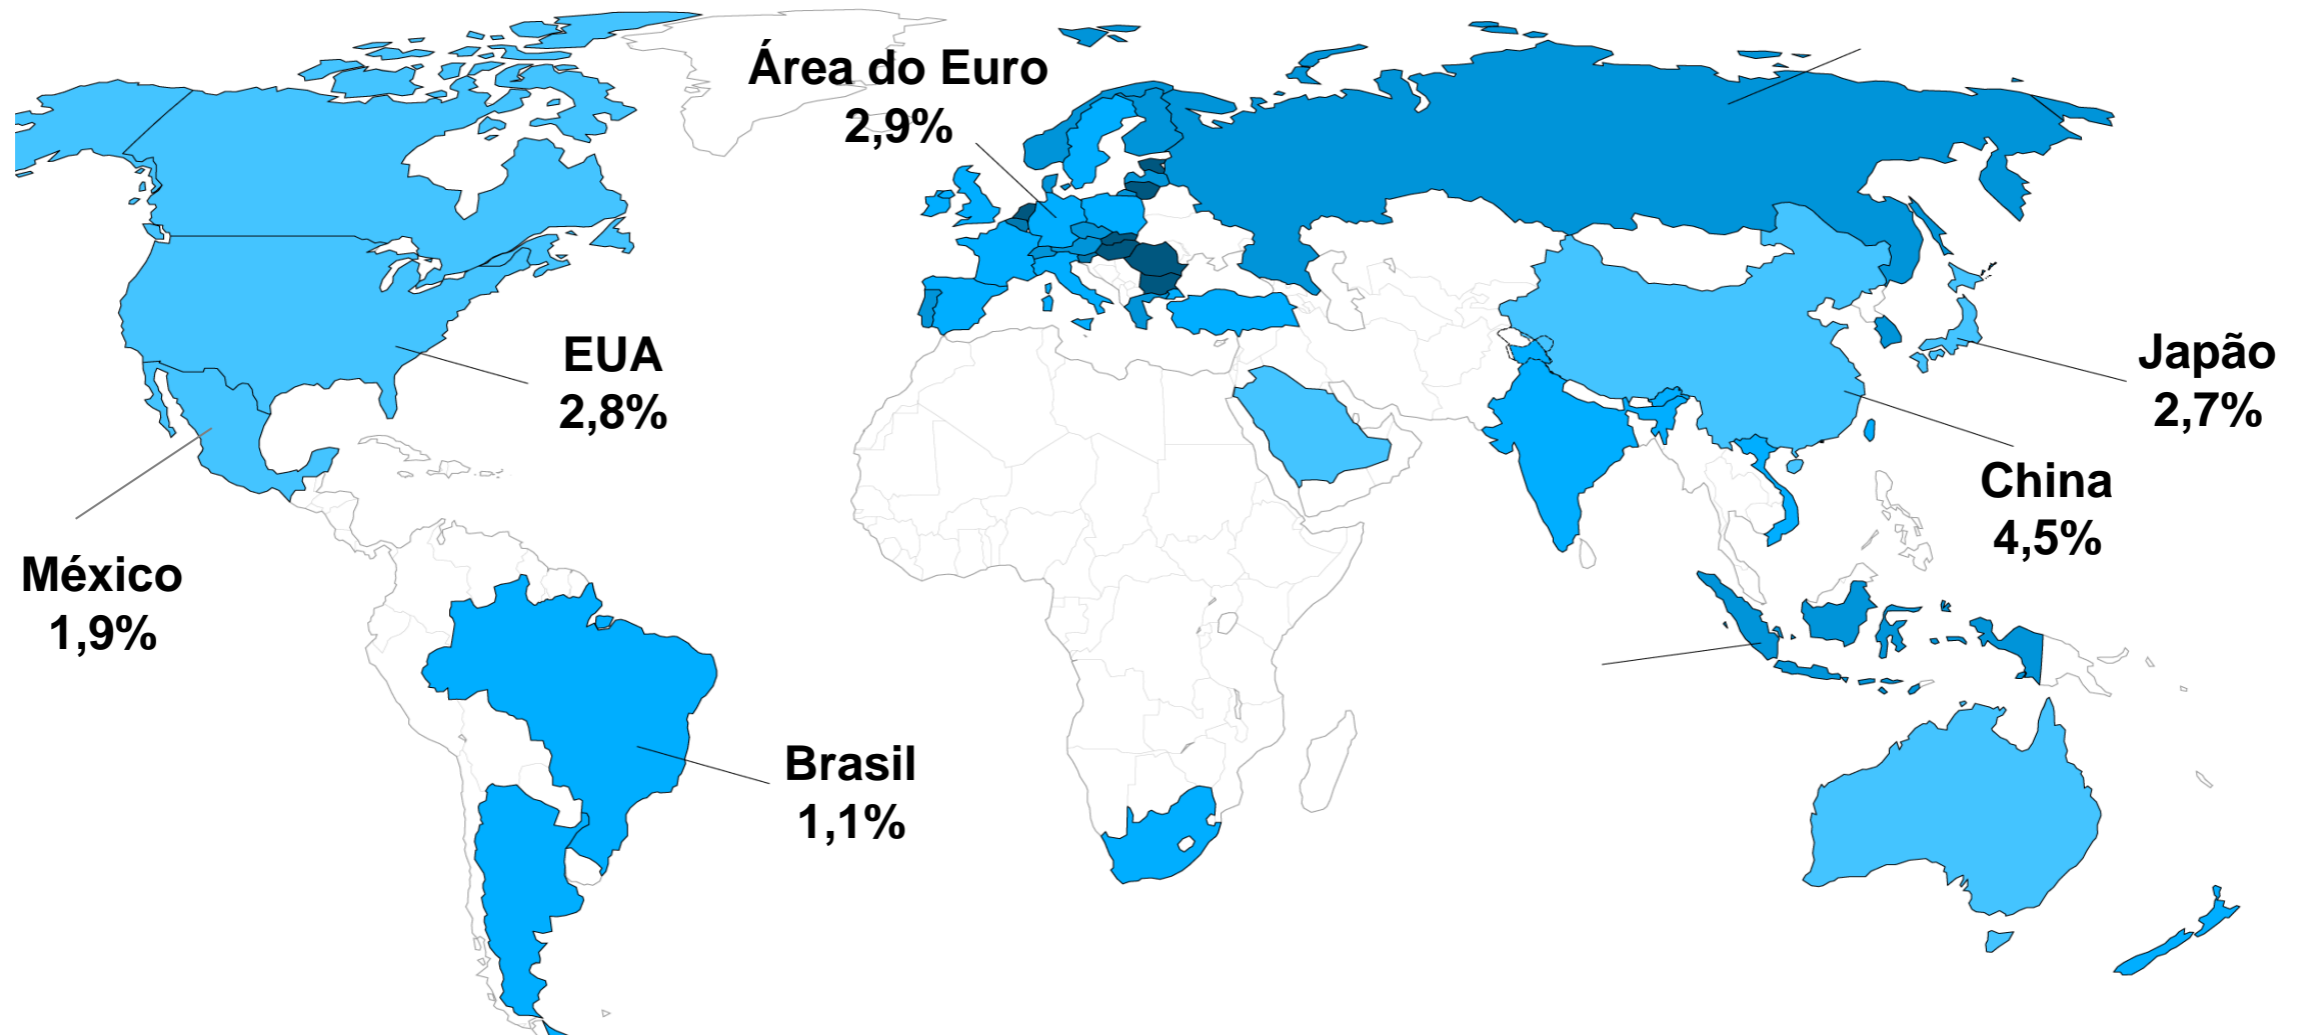 Área do Euro
2,9%
EUA
2,8%
Japão
2,7%
China
4,5%
México
1,9%
Brasil
1,1%